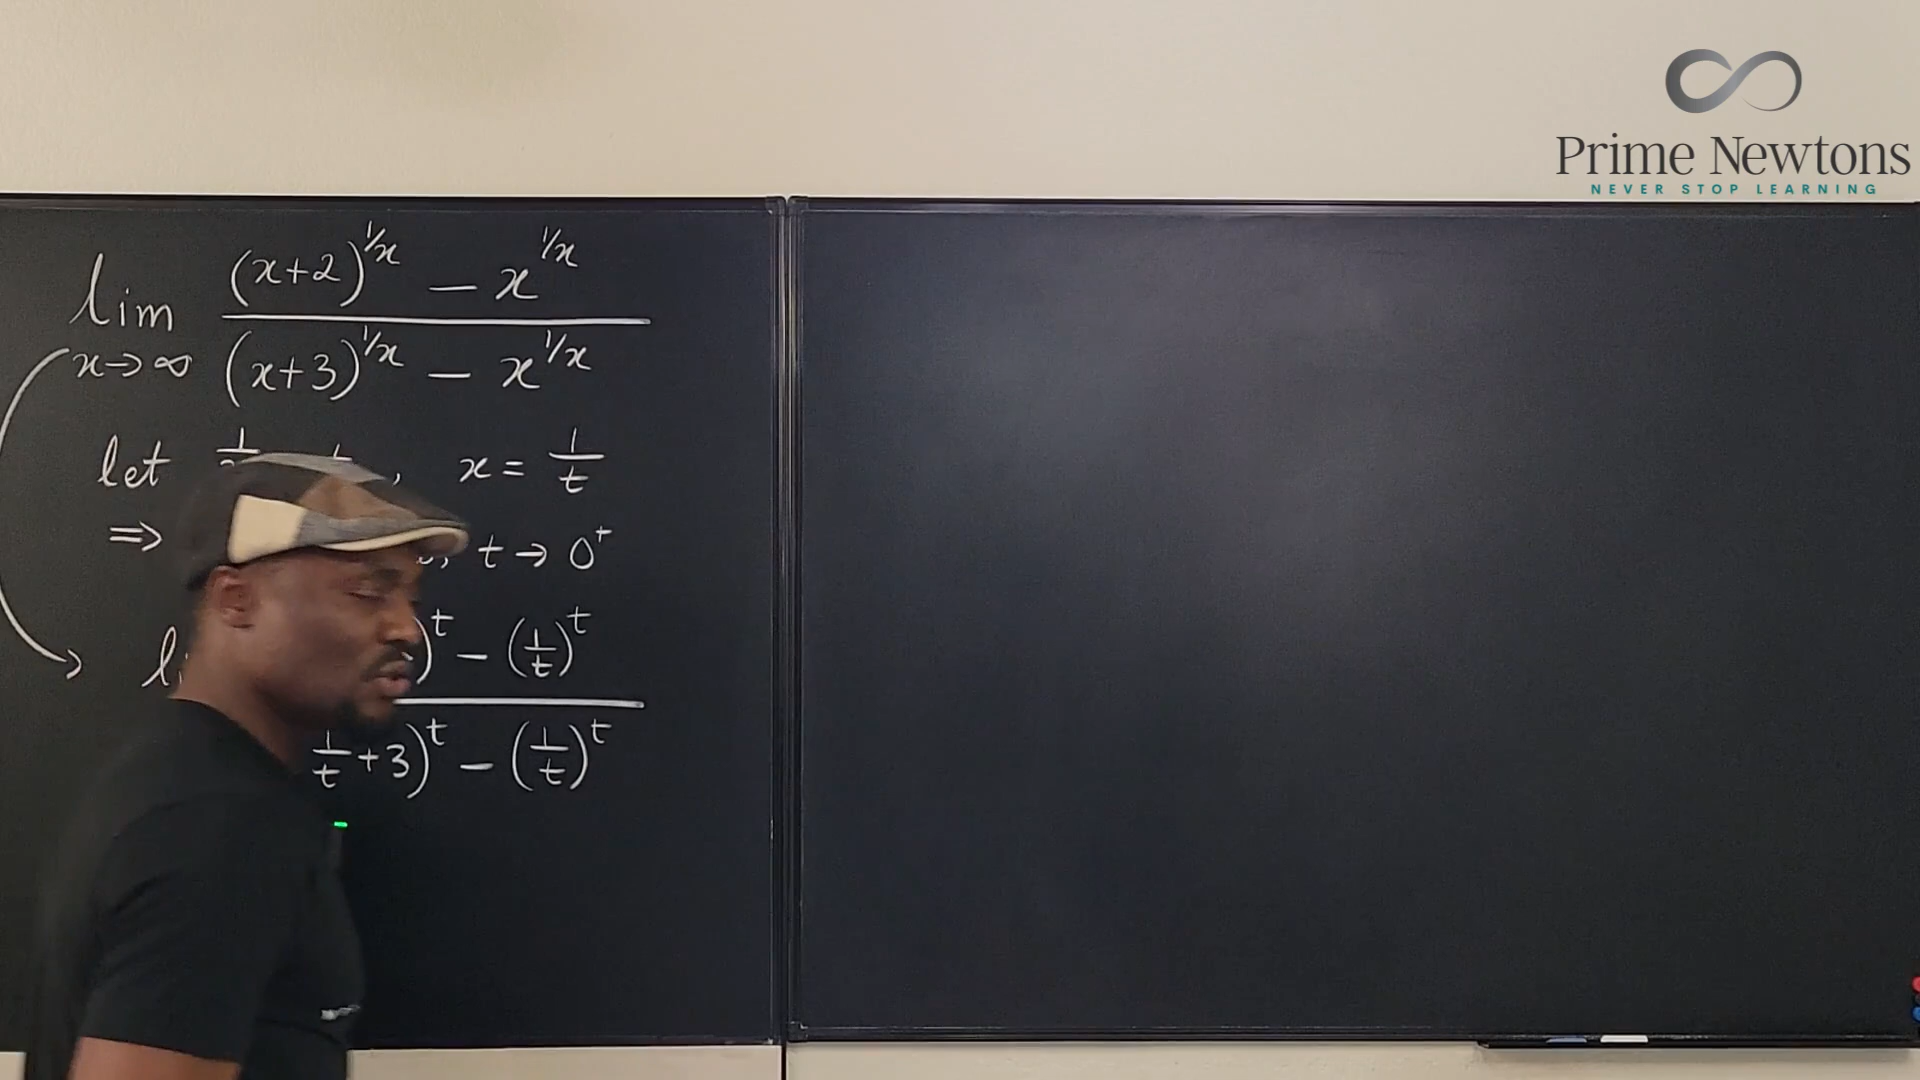 Prime Newtons
NEVER STOP LEARNING
lim (x+2)^{1/x} − x^{1/x}
x→∞ (x+3)^{1/x} − x^{1/x}
let 1 , x = 1/t
⇒ , t → 0⁺
)^t − (1/t)^t
1/t +3)^t − (1/t)^t